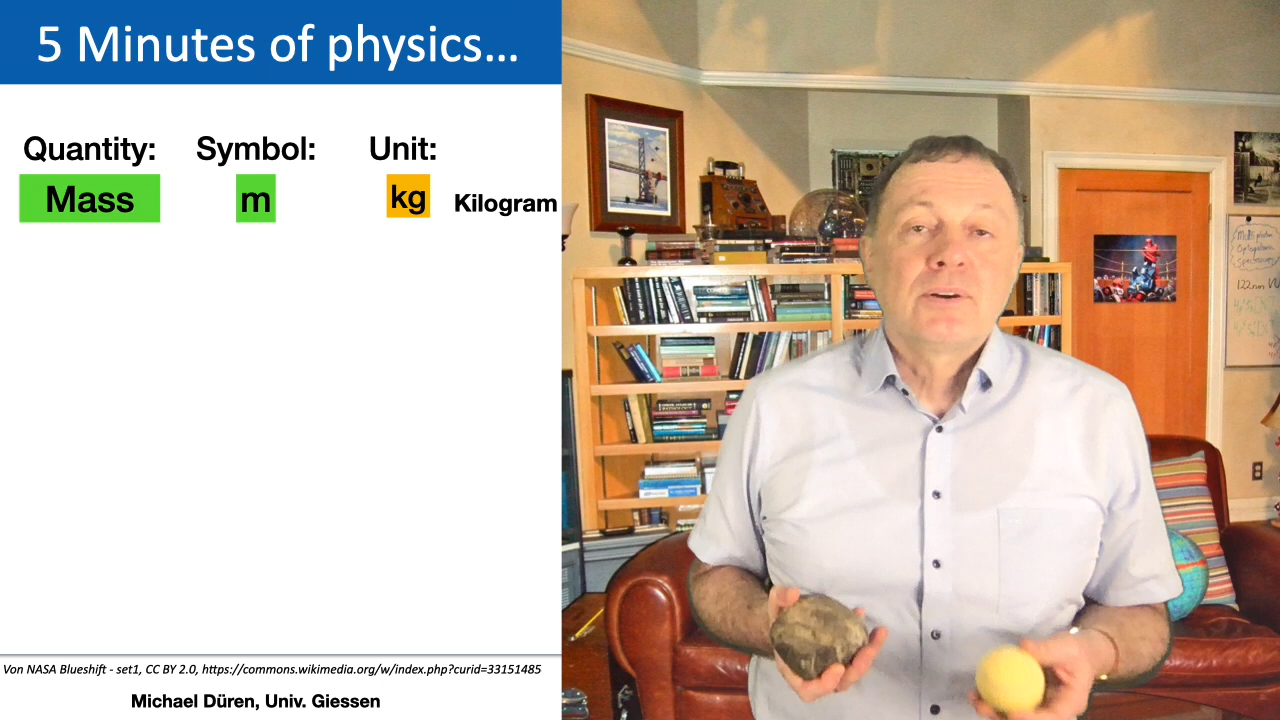 5 Minutes of physics…
Quantity: Symbol: Unit:
Mass m kg Kilogram
Von NASA Blueshift - set1, CC BY 2.0, https://commons.wikimedia.org/w/index.php?curid=33151485
Michael Düren, Univ. Giessen
122nm